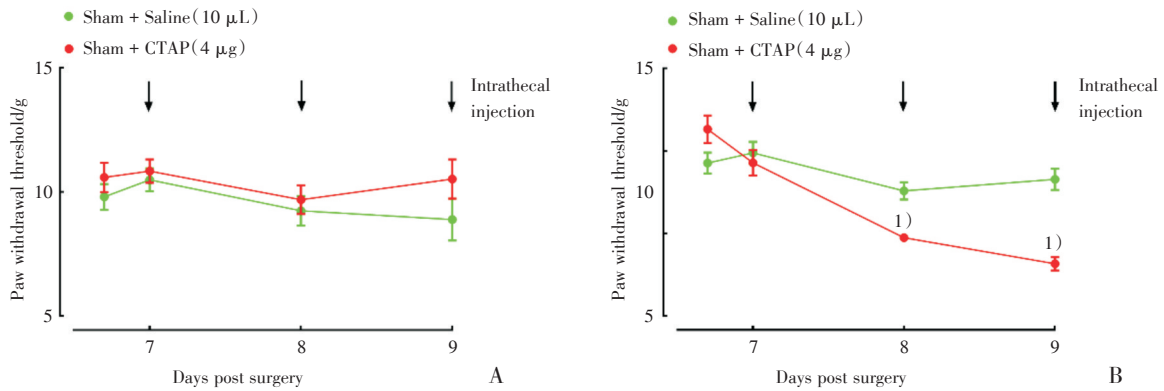 Sham + Saline(10 μL)
Sham + CTAP(4 μg)
15
10
5
Paw withdrawal threshold/g
Intrathecal
injection
7
8
9
Days post surgery
A
Sham + Saline(10 μL)
Sham + CTAP(4 μg)
15
10
5
Paw withdrawal threshold/g
Intrathecal
injection
1)
1)
7
8
9
Days post surgery
B